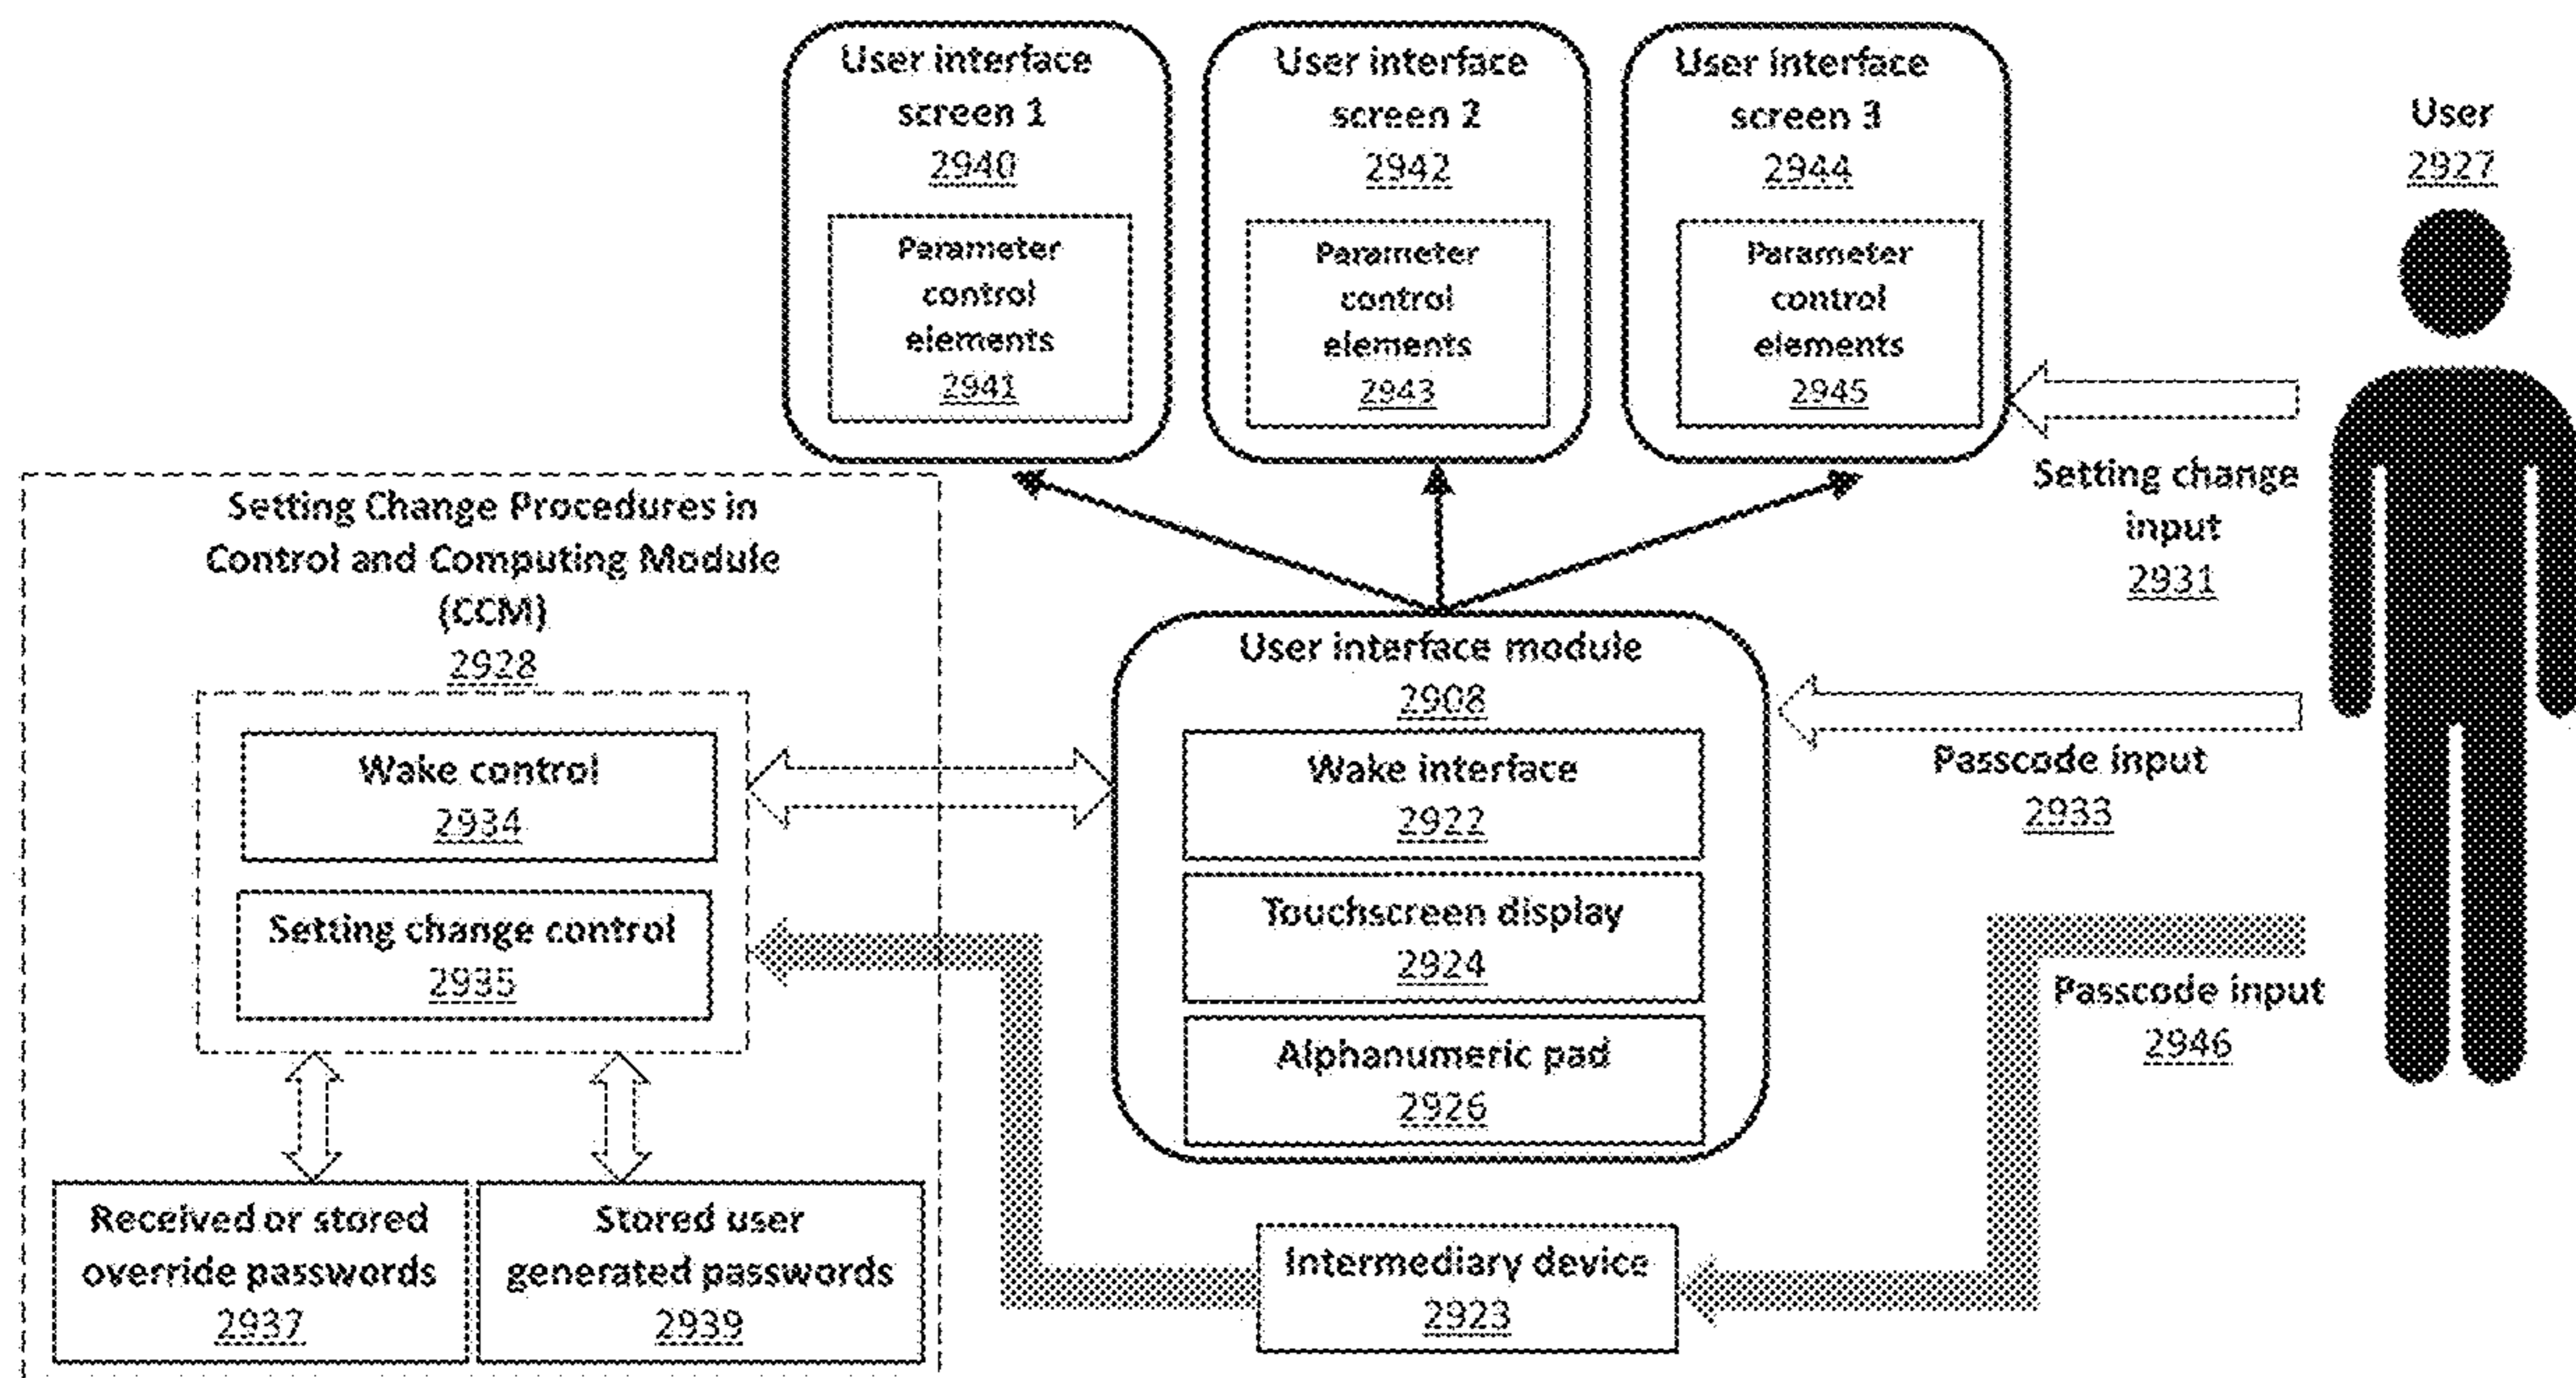 User interface
screen 1
2940
Parameter
control
elements
2941
User interface
screen 2
2942
Parameter
control
elements
2943
User interface
screen 3
2944
Parameter
control
elements
2945
User
2927
Setting change
input
2931
Setting Change Procedures in
Control and Computing Module
(CCM)
2928
Wake control
2934
Setting change control
2935
User interface module
2908
Wake interface
2922
Touchscreen display
2924
Alphanumeric pad
2926
Passcode input
2933
Passcode input
2946
Received or stored
override passwords
2937
Stored user
generated passwords
2939
Intermediary device
2923